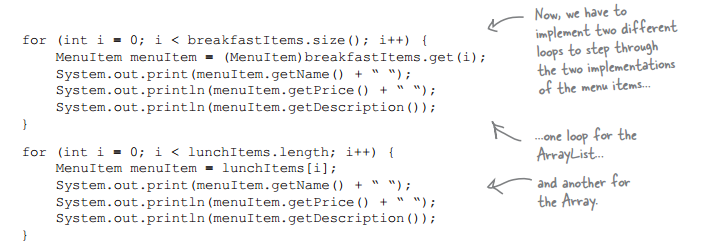 for (int i = 0; i < breakfastItems.size(); i++) {
MenuItem menuItem = (MenuItem)breakfastItems.get(i);
System.out.print(menuItem.getName() + “ ”);
System.out.println(menuItem.getPrice() + “ ”);
System.out.println(menuItem.getDescription());
}
for (int i = 0; i < lunchItems.length; i++) {
MenuItem menuItem = lunchItems[i];
System.out.print(menuItem.getName() + “ ”);
System.out.println(menuItem.getPrice() + “ ”);
System.out.println(menuItem.getDescription());
}
Now, we have to
implement two different
loops to step through
the two implementations
of the menu items...
...one loop for the
ArrayList...
and another for
the Array.